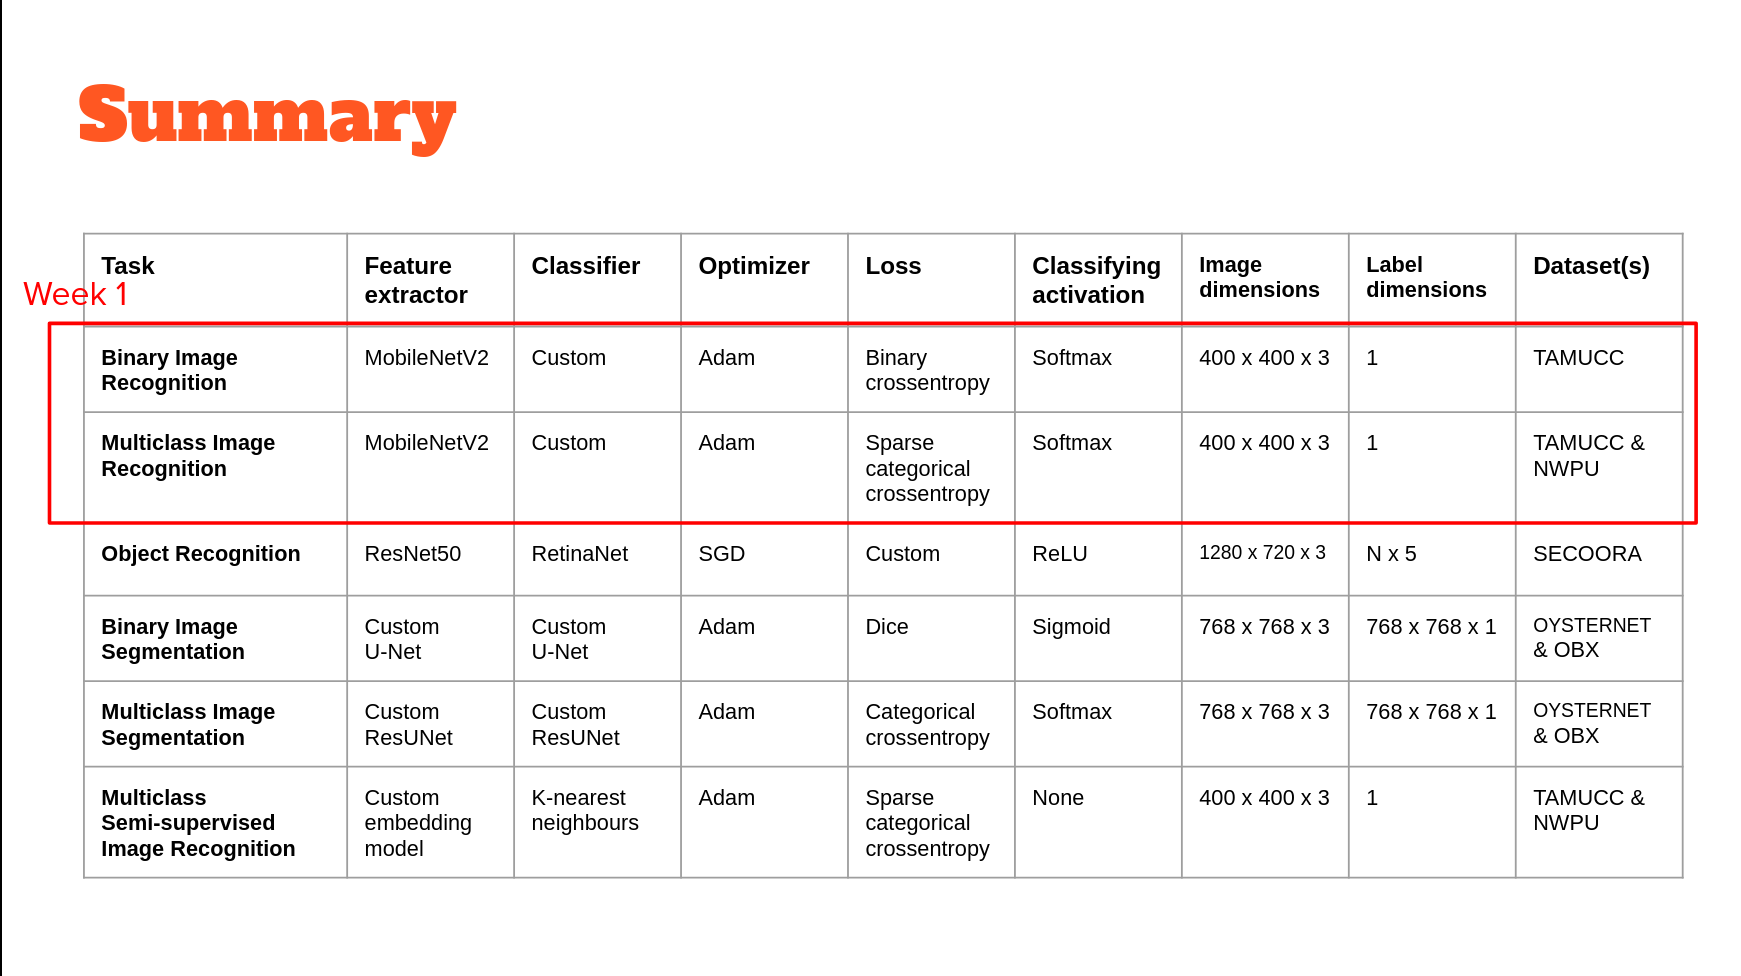 Summary
Task
Feature extractor
Classifier
Optimizer
Loss
Classifying activation
Image dimensions
Label dimensions
Dataset(s)
Week 1
Binary Image Recognition
MobileNetV2
Custom
Adam
Binary crossentropy
Softmax
400 x 400 x 3
1
TAMUCC
Multiclass Image Recognition
MobileNetV2
Custom
Adam
Sparse categorical crossentropy
Softmax
400 x 400 x 3
1
TAMUCC & NWPU
Object Recognition
ResNet50
RetinaNet
SGD
Custom
ReLU
1280 x 720 x 3
N x 5
SECOORA
Binary Image Segmentation
Custom U-Net
Custom U-Net
Adam
Dice
Sigmoid
768 x 768 x 3
768 x 768 x 1
OYSTERNET & OBX
Multiclass Image Segmentation
Custom ResUNet
Custom ResUNet
Adam
Categorical crossentropy
Softmax
768 x 768 x 3
768 x 768 x 1
OYSTERNET & OBX
Multiclass Semi-supervised Image Recognition
Custom embedding model
K-nearest neighbours
Adam
Sparse categorical crossentropy
None
400 x 400 x 3
1
TAMUCC & NWPU